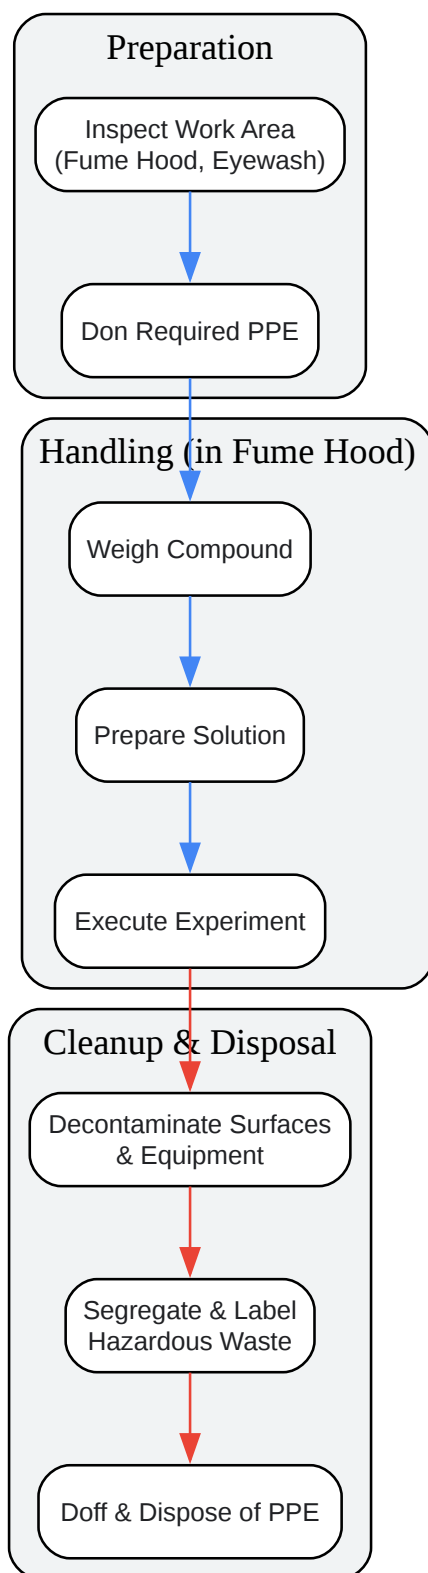 Preparation
Inspect Work Area
(Fume Hood, Eyewash)
Don Required PPE
Handling (in Fume Hood)
Weigh Compound
Prepare Solution
Execute Experiment
Cleanup & Disposal
Decontaminate Surfaces
& Equipment
Segregate & Label
Hazardous Waste
Doff & Dispose of PPE